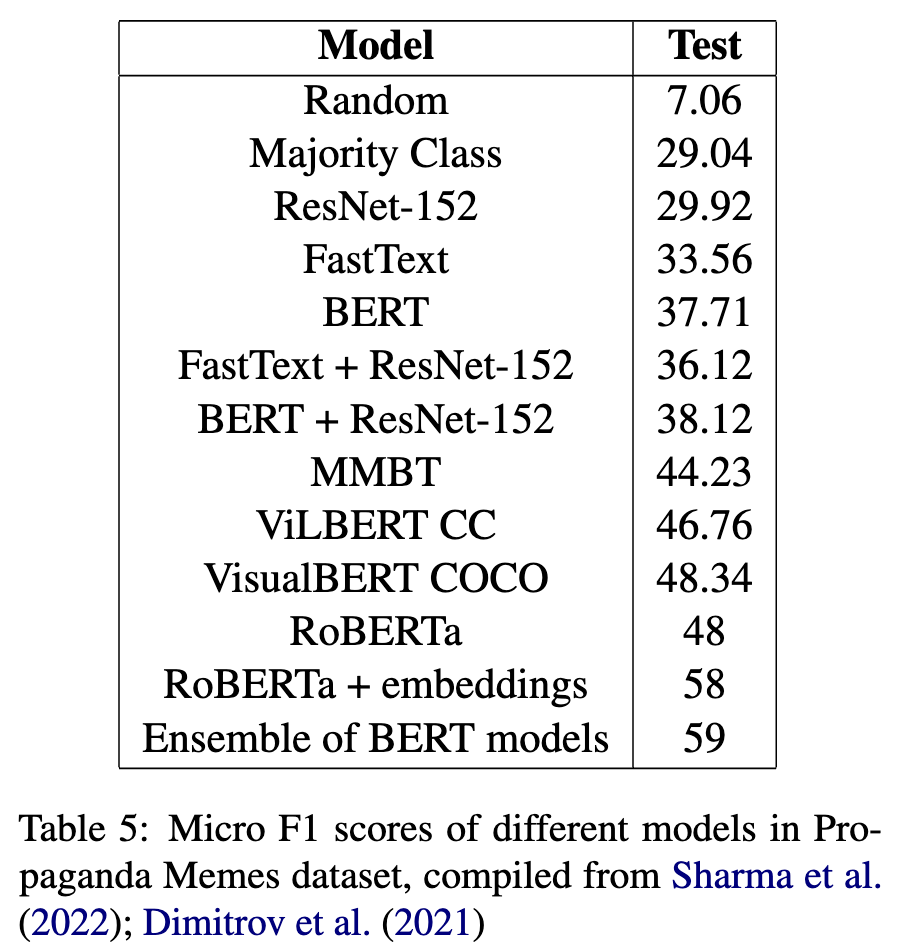 Model Test
Random 7.06
Majority Class 29.04
ResNet-152 29.92
FastText 33.56
BERT 37.71
FastText + ResNet-152 36.12
BERT + ResNet-152 38.12
MMBT 44.23
ViLBERT CC 46.76
VisualBERT COCO 48.34
RoBERTa 48
RoBERTa + embeddings 58
Ensemble of BERT models 59
Table 5: Micro F1 scores of different models in Pro-
paganda Memes dataset, compiled from Sharma et al.
(2022); Dimitrov et al. (2021)